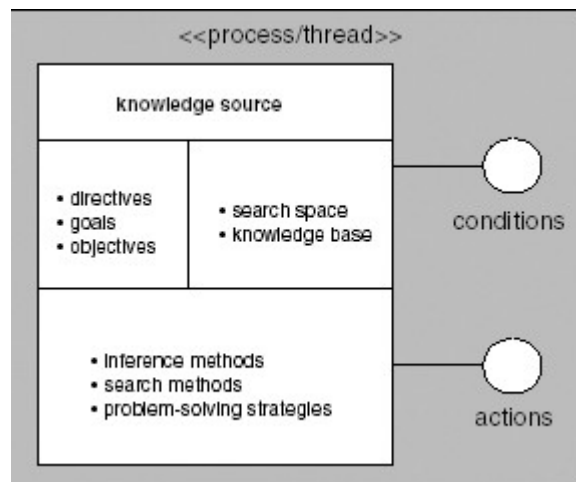 <<process/thread>>
knowledge source
• directives
• goals
• objectives
• search space
• knowledge base
conditions
• inference methods
• search methods
• problem-solving strategies
actions